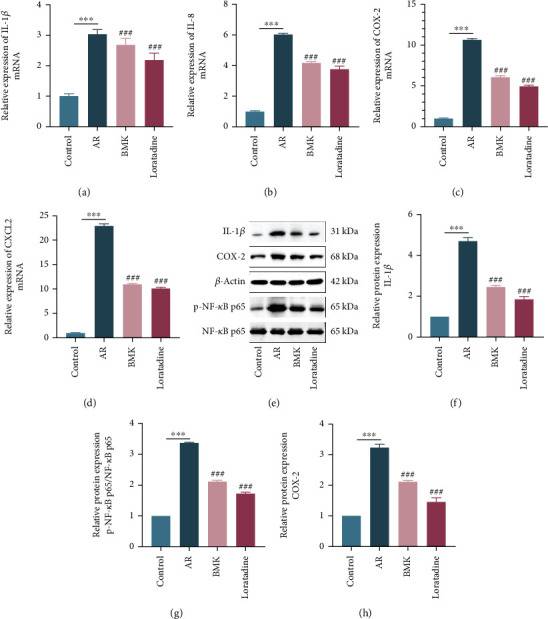 Relative expression of IL-1β
mRNA
4
3
2
1
0
***
###
###
Control
AR
BMK
Loratadine
(a)
Relative expression of IL-8
mRNA
8
6
4
2
0
***
###
###
Control
AR
BMK
Loratadine
(b)
Relative expression of COX-2
mRNA
15
10
5
0
***
###
###
Control
AR
BMK
Loratadine
(c)
Relative expression of CXCL2
mRNA
25
20
15
10
5
0
***
###
###
Control
AR
BMK
Loratadine
(d)
IL-1β 31 kDa
COX-2 68 kDa
β-Actin 42 kDa
p-NF-κB p65 65 kDa
NF-κB p65 65 kDa
Control
AR
BMK
Loratadine
(e)
Relative protein expression
IL-1β
6
4
2
0
***
###
###
Control
AR
BMK
Loratadine
(f)
Relative protein expression
p-NF-κB p65/NF-κB p65
4
3
2
1
0
***
###
###
Control
AR
BMK
Loratadine
(g)
Relative protein expression
COX-2
4
3
2
1
0
***
###
###
Control
AR
BMK
Loratadine
(h)